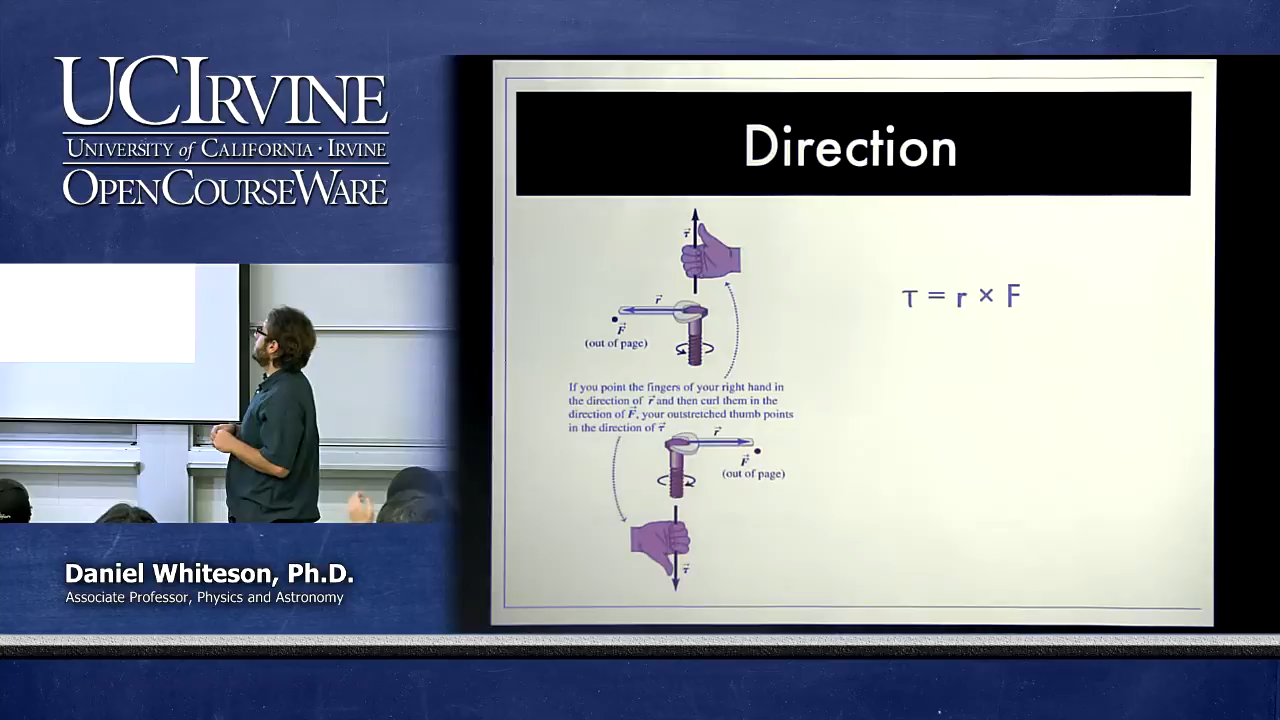 UCIRVINE
UNIVERSITY of CALIFORNIA · IRVINE
OPENCOURSEWARE
Direction
τ
r
F
(out of page)
τ = r × F
If you point the fingers of your right hand in
the direction of r and then curl them in the
direction of F, your outstretched thumb points
in the direction of τ
r
F
(out of page)
τ
Daniel Whiteson, Ph.D.
Associate Professor, Physics and Astronomy